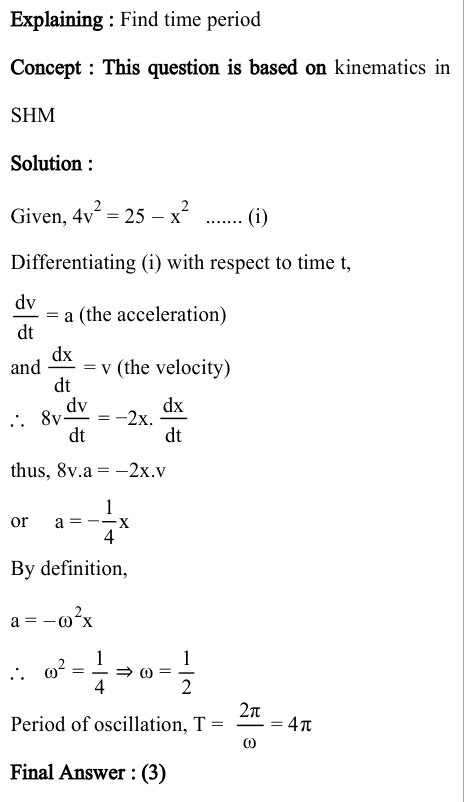 Explaining : Find time period
Concept : This question is based on kinematics in
SHM
Solution :
Given, 4v² = 25 – x² ....... (i)
Differentiating (i) with respect to time t,
dv/dt = a (the acceleration)
and dx/dt = v (the velocity)
∴ 8v dv/dt = –2x. dx/dt
thus, 8v.a = –2x.v
or a = – 1/4 x
By definition,
a = – ω²x
∴ ω² = 1/4 ⇒ ω = 1/2
Period of oscillation, T = 2π/ω = 4π
Final Answer : (3)